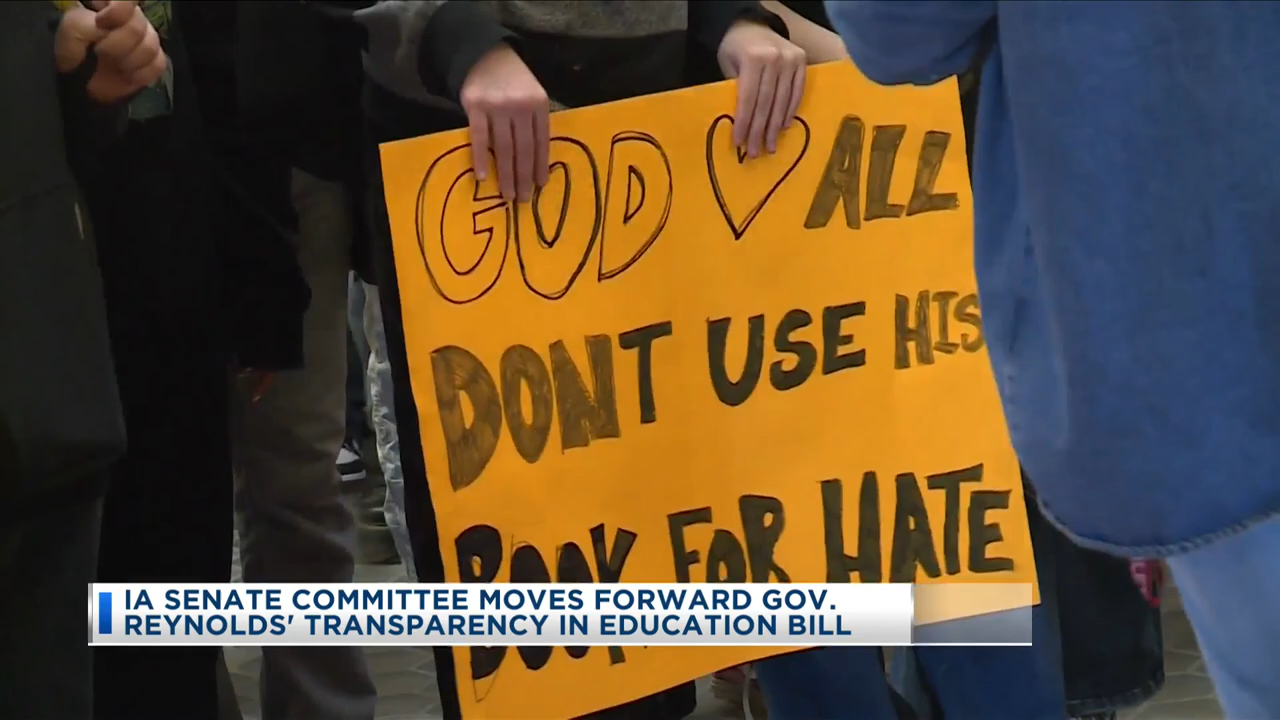 GOD ♡ ALL
DONT USE HIS
BOOK FOR HATE
IA SENATE COMMITTEE MOVES FORWARD GOV.
REYNOLDS' TRANSPARENCY IN EDUCATION BILL